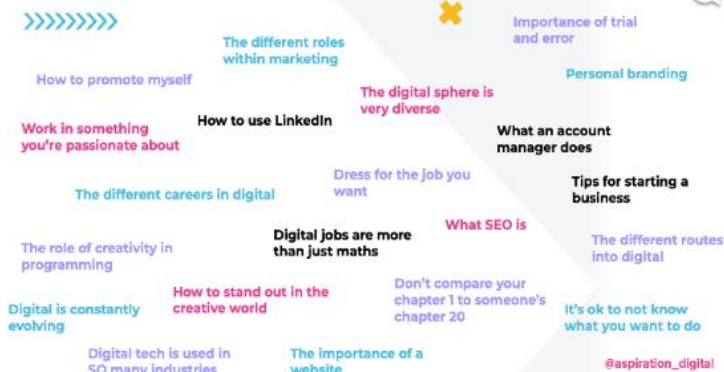 The different roles
within marketing
Importance of trial
and error
How to promote myself
Personal branding
The digital sphere is
very diverse
Work in something
you're passionate about
How to use LinkedIn
What an account
manager does
The different careers in digital
Dress for the job you
want
Tips for starting a
business
What SEO is
The role of creativity in
programming
Digital jobs are more
than just maths
The different routes
into digital
How to stand out in the
creative world
Don't compare your
chapter 1 to someone's
chapter 20
Digital is constantly
evolving
It's ok to not know
what you want to do
Digital tech is used in
SO many industries
The importance of a
website
@aspiration_digital